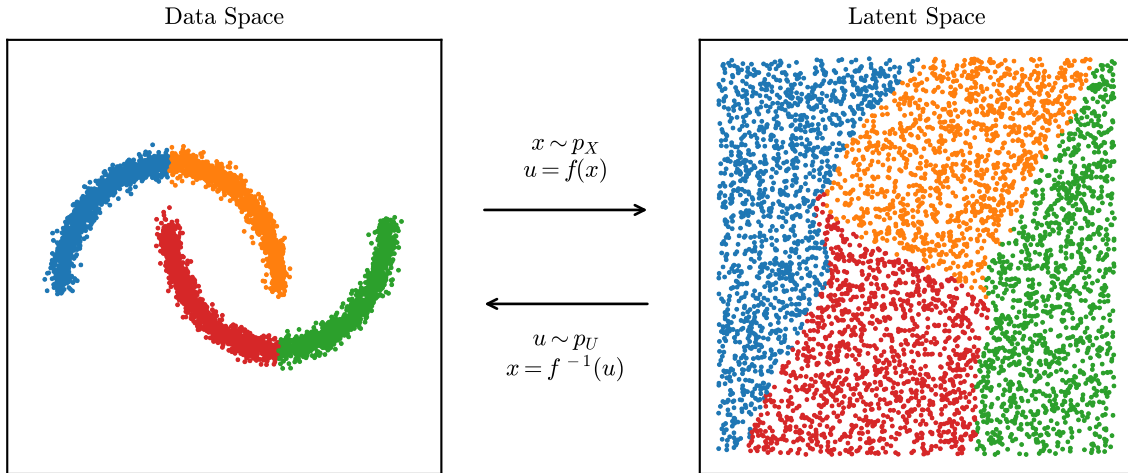 Data Space
Latent Space
x ∼ p_X
u = f(x)
u ∼ p_U
x = f⁻¹(u)